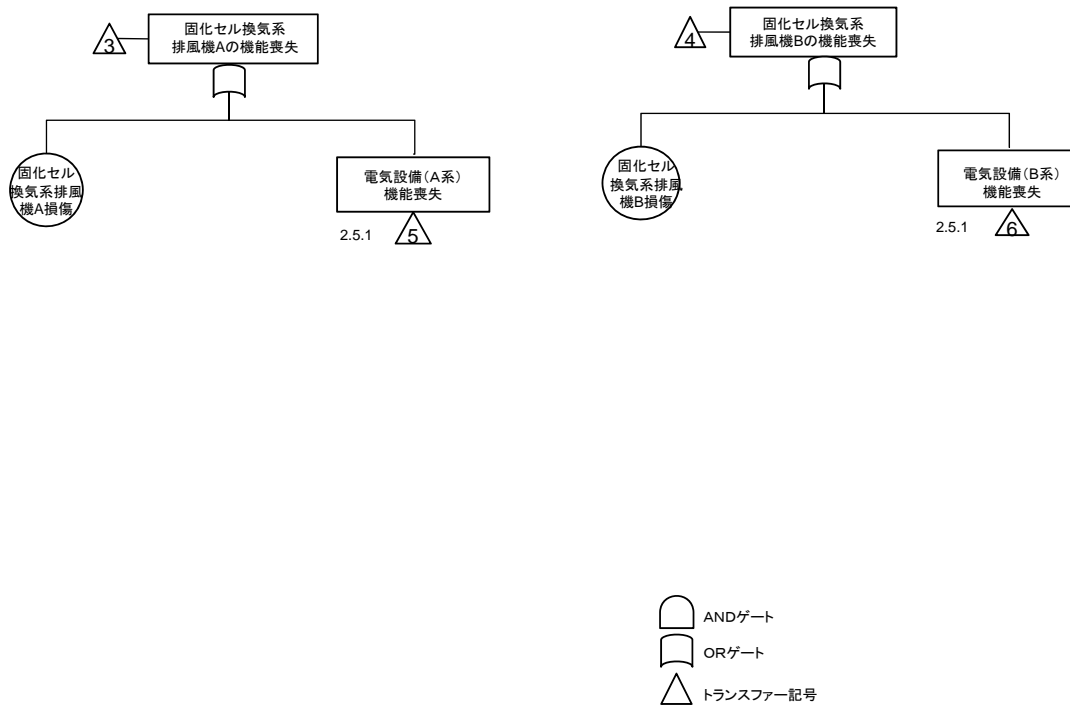 3
固化セル換気系
排風機Aの機能喪失
固化セル
換気系排風
機A損傷
電気設備(A系)
機能喪失
2.5.1
5
4
固化セル換気系
排風機Bの機能喪失
固化セル
換気系排風
機B損傷
電気設備(B系)
機能喪失
2.5.1
6
ANDゲート
ORゲート
トランスファー記号